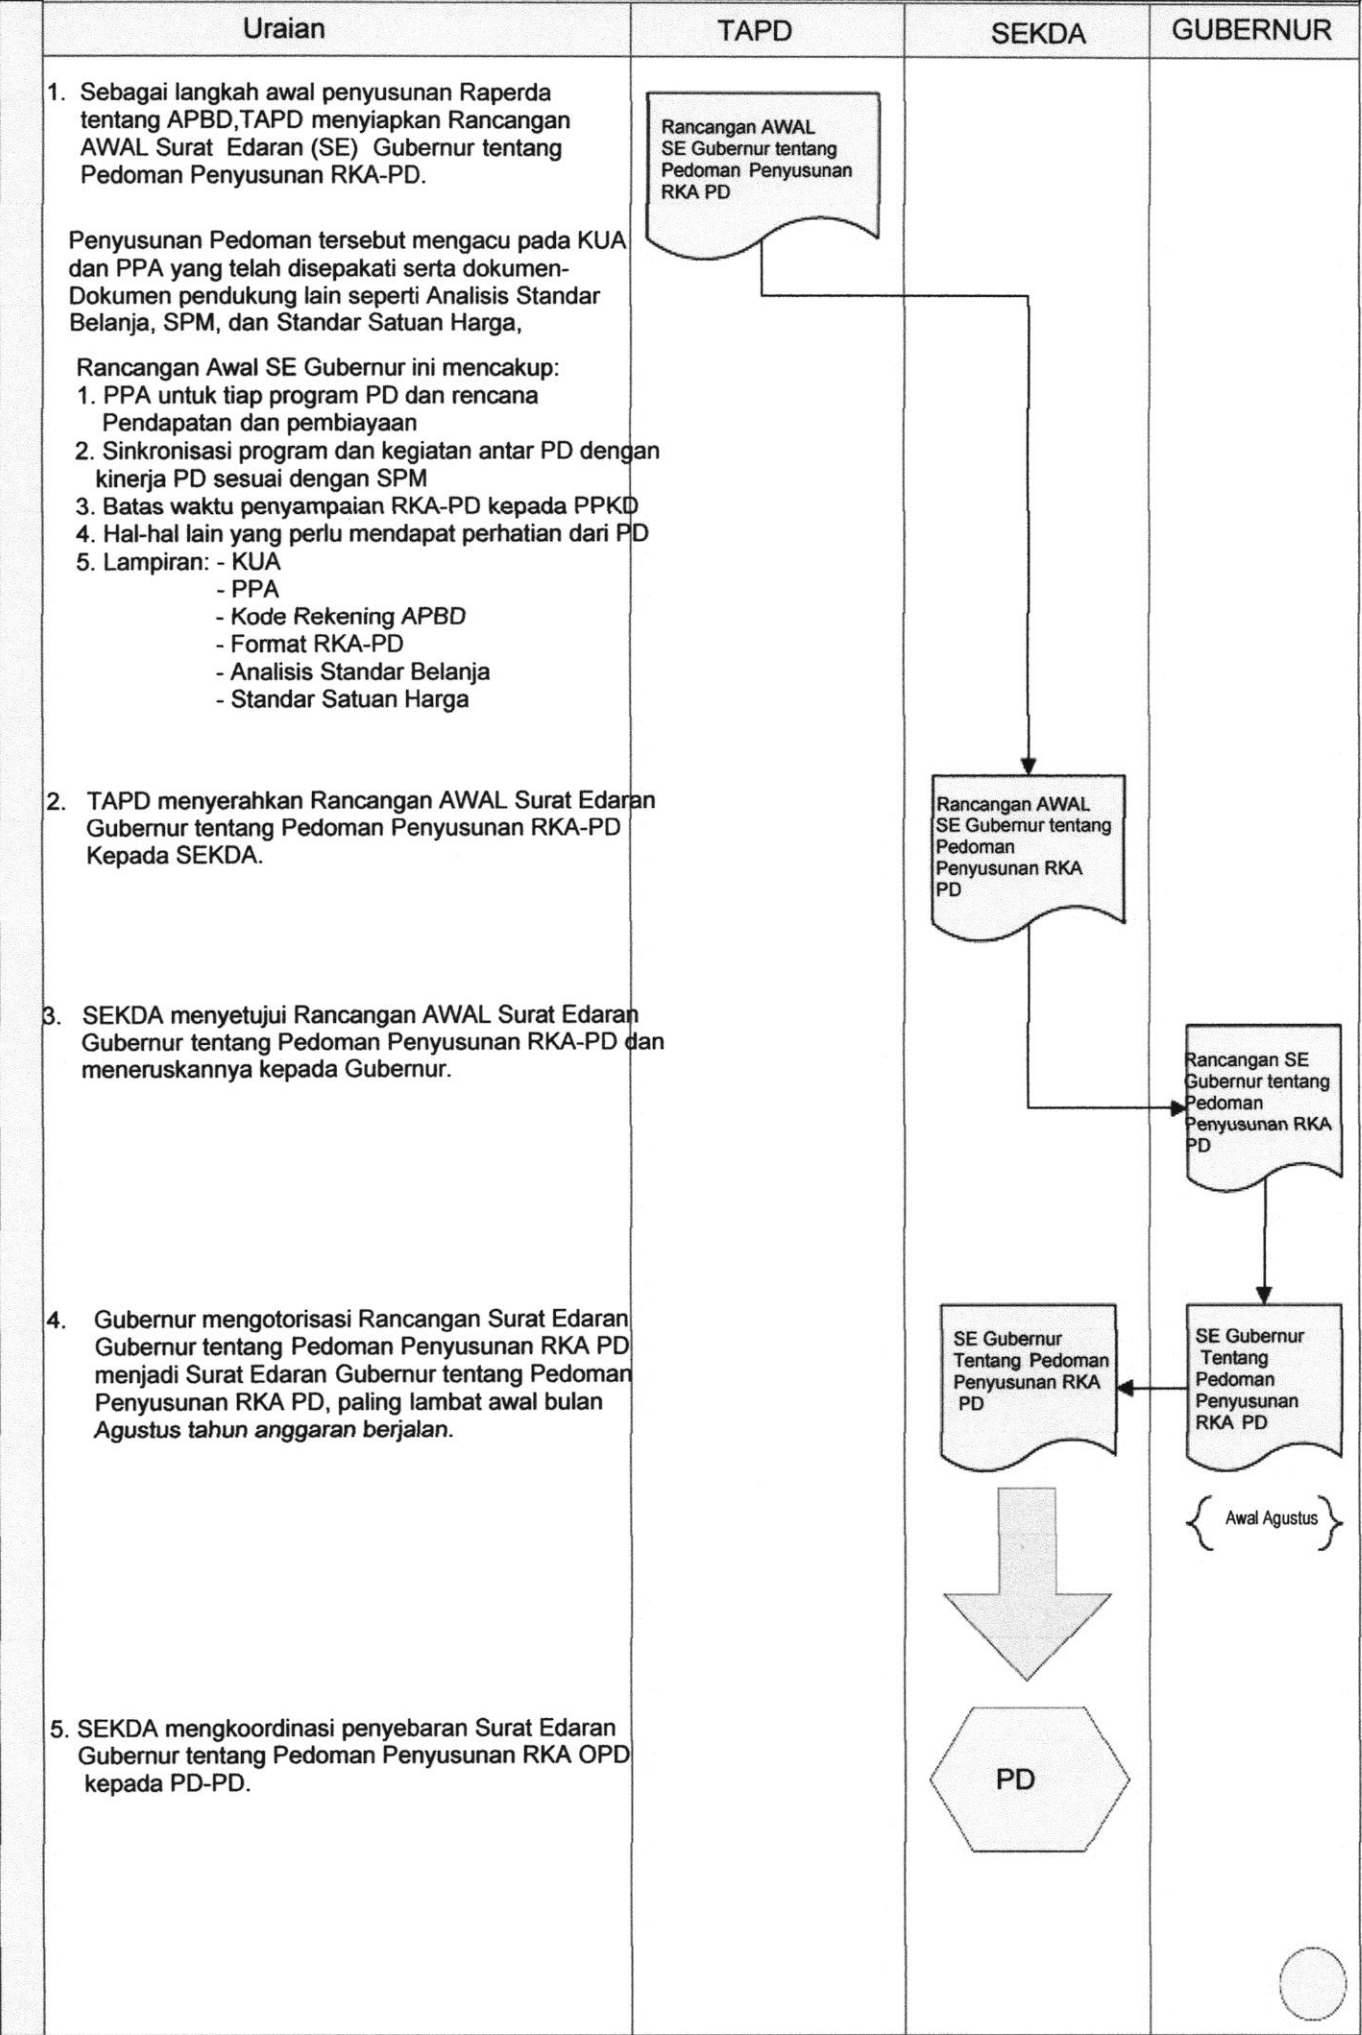 Uraian
TAPD
SEKDA
GUBERNUR
1. Sebagai langkah awal penyusunan Raperda
tentang APBD,TAPD menyiapkan Rancangan
AWAL Surat Edaran (SE) Gubernur tentang
Pedoman Penyusunan RKA-PD.
Penyusunan Pedoman tersebut mengacu pada KUA
dan PPA yang telah disepakati serta dokumen-
Dokumen pendukung lain seperti Analisis Standar
Belanja, SPM, dan Standar Satuan Harga,
Rancangan Awal SE Gubernur ini mencakup:
1. PPA untuk tiap program PD dan rencana
Pendapatan dan pembiayaan
2. Sinkronisasi program dan kegiatan antar PD dengan
kinerja PD sesuai dengan SPM
3. Batas waktu penyampaian RKA-PD kepada PPKD
4. Hal-hal lain yang perlu mendapat perhatian dari PD
5. Lampiran: - KUA
- PPA
- Kode Rekening APBD
- Format RKA-PD
- Analisis Standar Belanja
- Standar Satuan Harga
Rancangan AWAL
SE Gubernur tentang
Pedoman Penyusunan
RKA PD
2. TAPD menyerahkan Rancangan AWAL Surat Edaran
Gubernur tentang Pedoman Penyusunan RKA-PD
Kepada SEKDA.
Rancangan AWAL
SE Gubernur tentang
Pedoman
Penyusunan RKA
PD
3. SEKDA menyetujui Rancangan AWAL Surat Edaran
Gubernur tentang Pedoman Penyusunan RKA-PD dan
meneruskannya kepada Gubernur.
Rancangan SE
Gubernur tentang
Pedoman
Penyusunan RKA
PD
4. Gubernur mengotorisasi Rancangan Surat Edaran
Gubernur tentang Pedoman Penyusunan RKA PD
menjadi Surat Edaran Gubernur tentang Pedoman
Penyusunan RKA PD, paling lambat awal bulan
Agustus tahun anggaran berjalan.
SE Gubernur
Tentang Pedoman
Penyusunan RKA
PD
SE Gubernur
Tentang
Pedoman
Penyusunan
RKA PD
Awal Agustus
5. SEKDA mengkoordinasi penyebaran Surat Edaran
Gubernur tentang Pedoman Penyusunan RKA OPD
kepada PD-PD.
PD